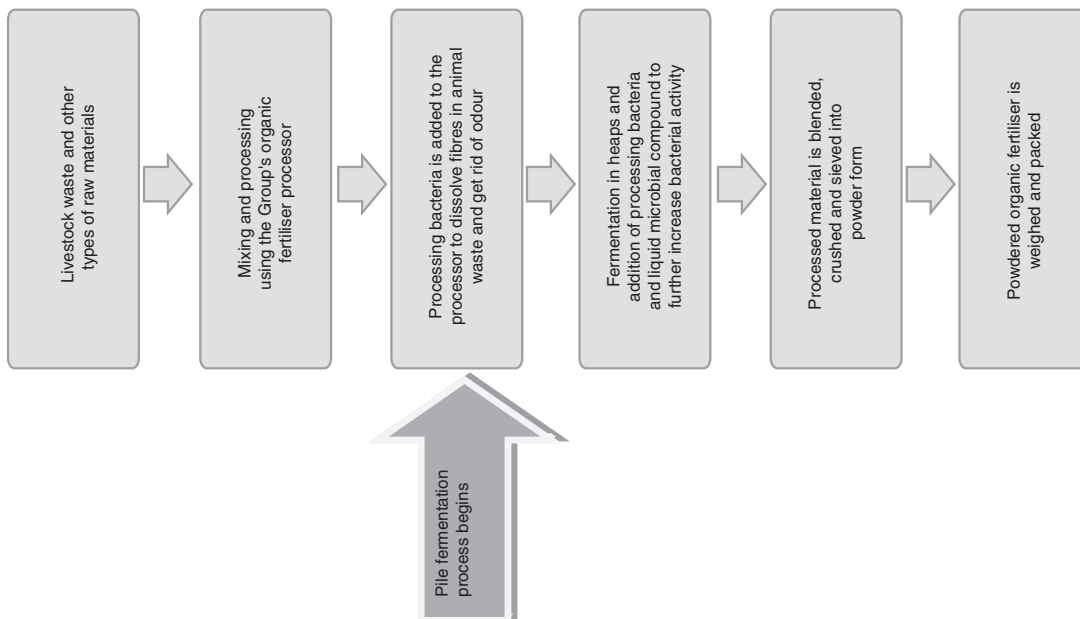 Livestock waste and other
types of raw materials
Mixing and processing
using the Group's organic
fertiliser processor
Processing bacteria is added to the
processor to dissolve fibres in animal
waste and get rid of odour
Fermentation in heaps and
addition of processing bacteria
and liquid microbial compound to
further increase bacterial activity
Processed material is blended,
crushed and sieved into
powder form
Powdered organic fertiliser is
weighed and packed
Pile fermentation
process begins